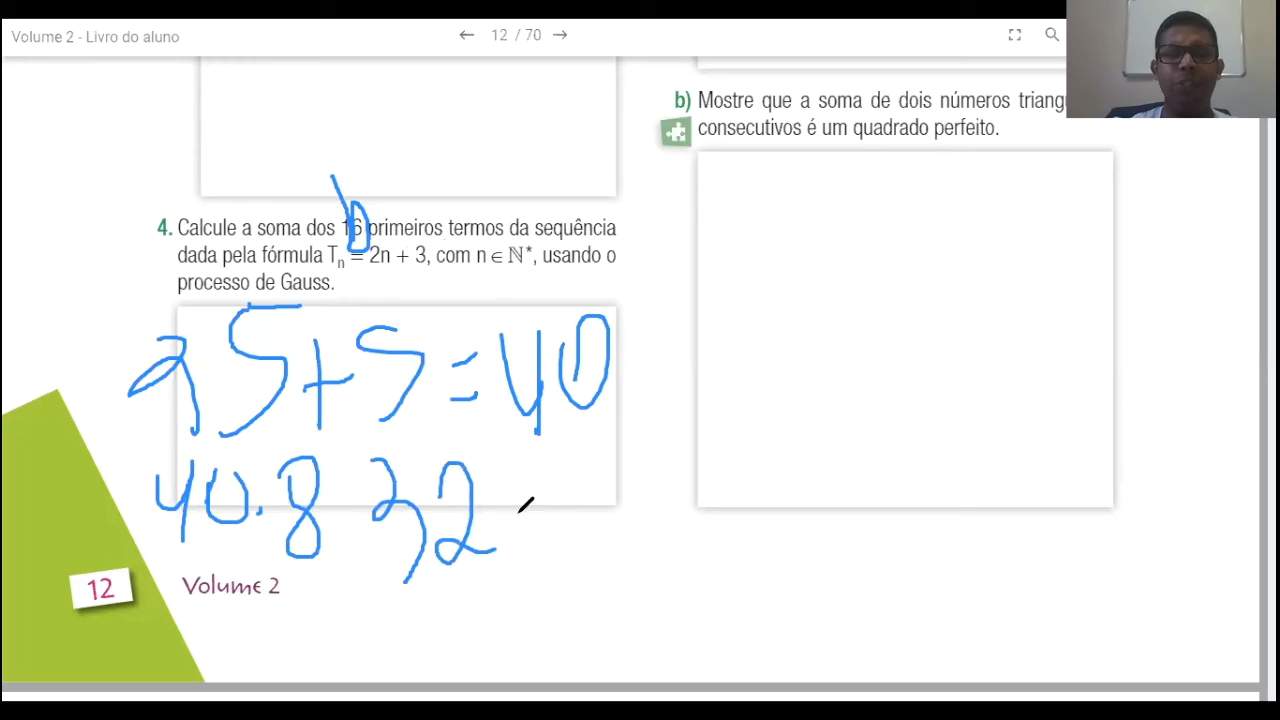 Volume 2 - Livro do aluno
12 / 70
4. Calcule a soma dos 16 primeiros termos da sequência
dada pela fórmula Tn = 2n + 3, com n ∈ ℕ*, usando o
processo de Gauss.
35+5=40
40.8 32
12 Volume 2
b) Mostre que a soma de dois números triang
consecutivos é um quadrado perfeito.